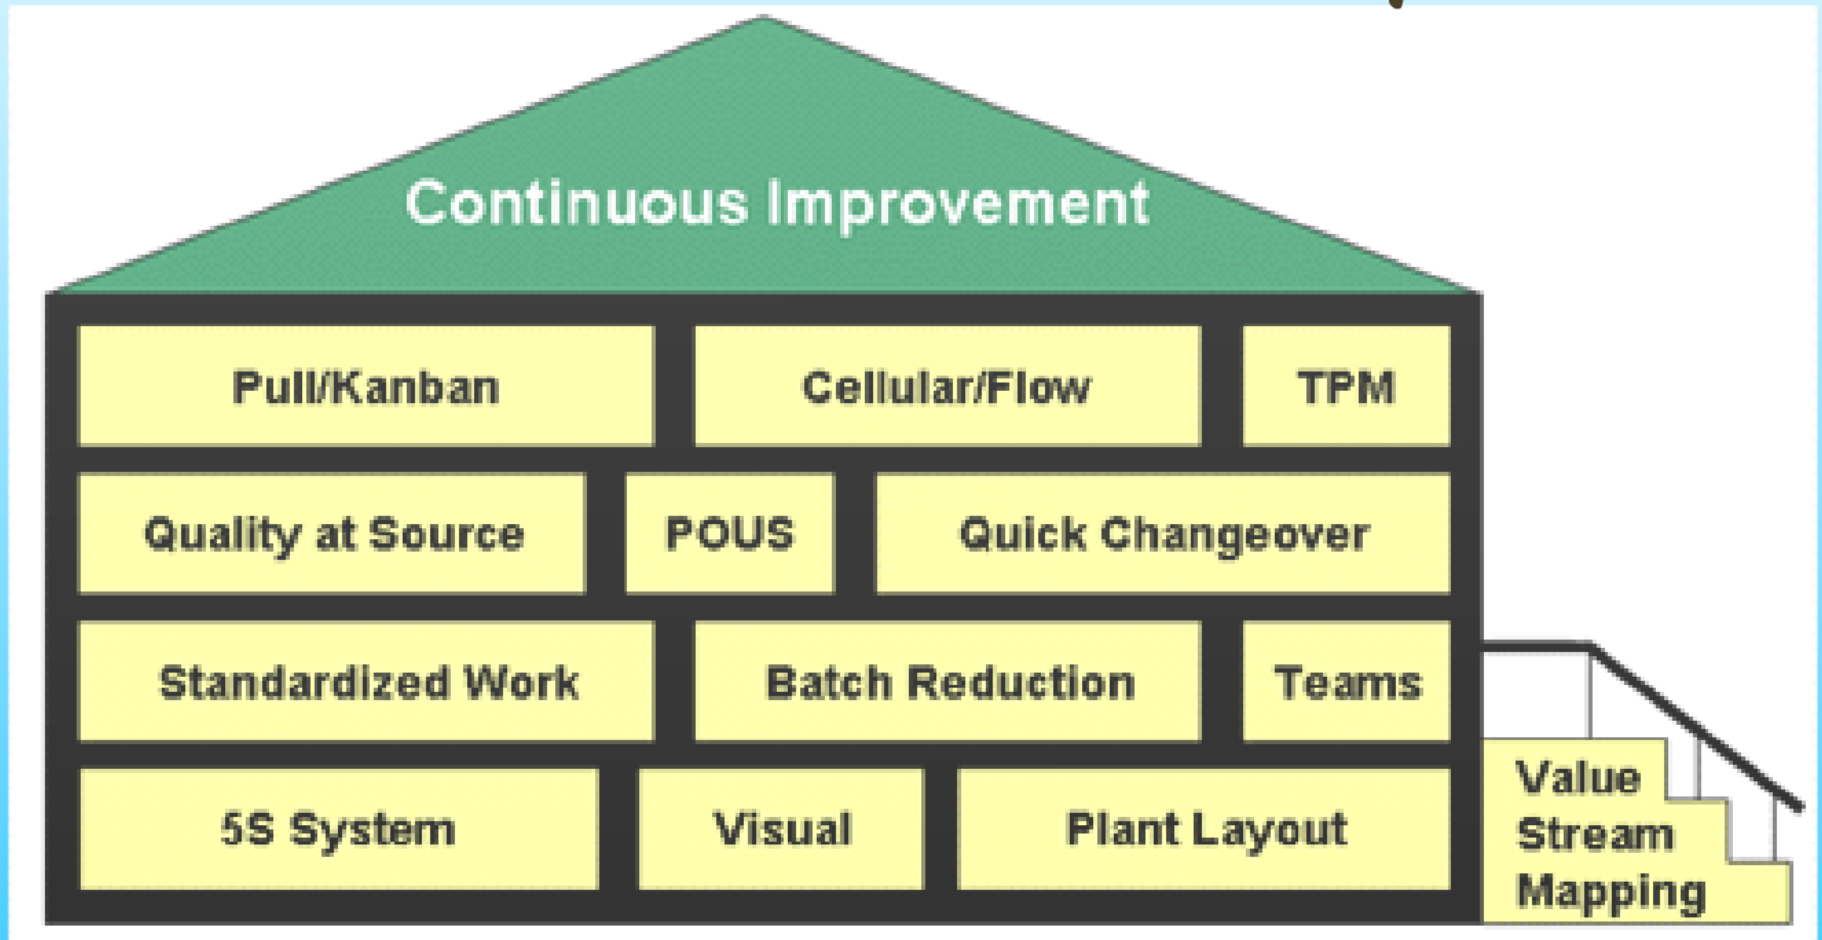 Continuous Improvement
Pull/Kanban
Cellular/Flow
TPM
Quality at Source
POUS
Quick Changeover
Standardized Work
Batch Reduction
Teams
5S System
Visual
Plant Layout
Value
Stream
Mapping